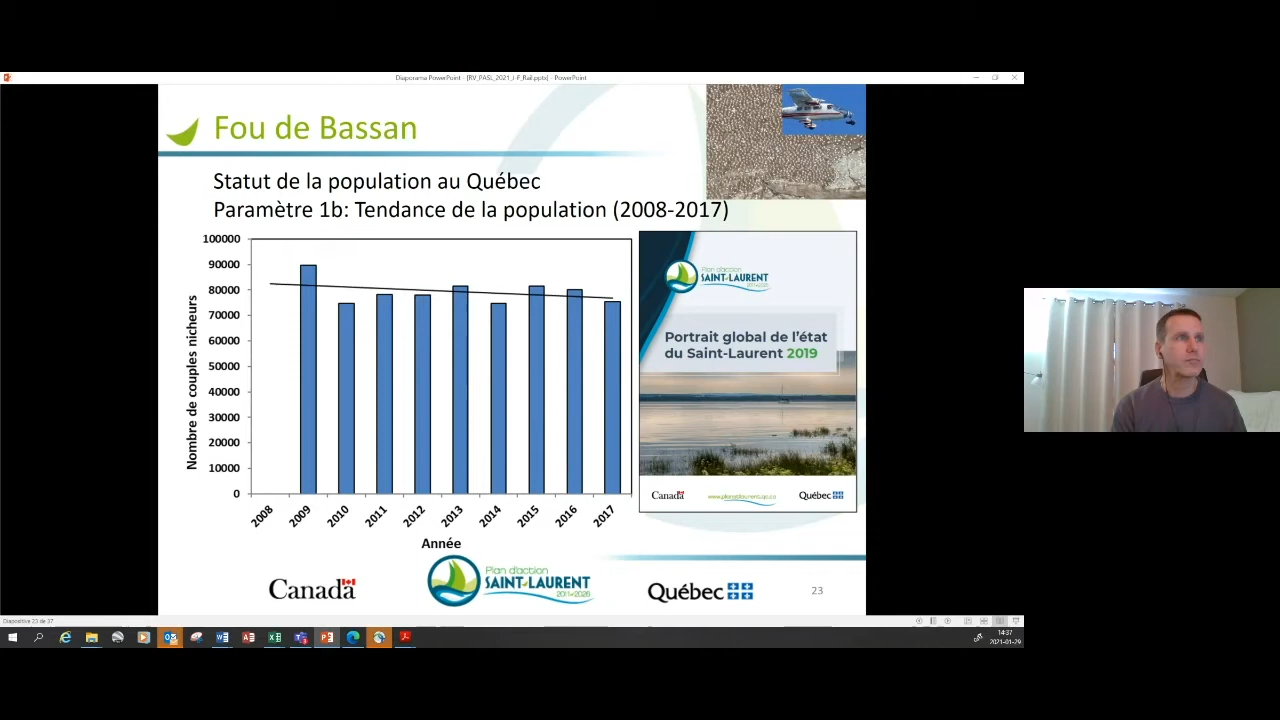 Diaporama PowerPoint - [RV_PASL_2021_J-F_Rail.pptx] - PowerPoint
Fou de Bassan
Statut de la population au Québec
Paramètre 1b: Tendance de la population (2008-2017)
100000
90000
80000
70000
60000
50000
40000
30000
20000
10000
0
Nombre de couples nicheurs
2008
2009
2010
2011
2012
2013
2014
2015
2016
2017
Année
Plan d'action
SAINT-LAURENT
2011-2026
Portrait global de l'état
du Saint-Laurent 2019
Canada
www.planstlaurent.qc.ca
Québec
Canada
Plan d'action
SAINT-LAURENT
2011-2026
Québec
23
Diapositive 23 de 37
14:37
2021-01-29